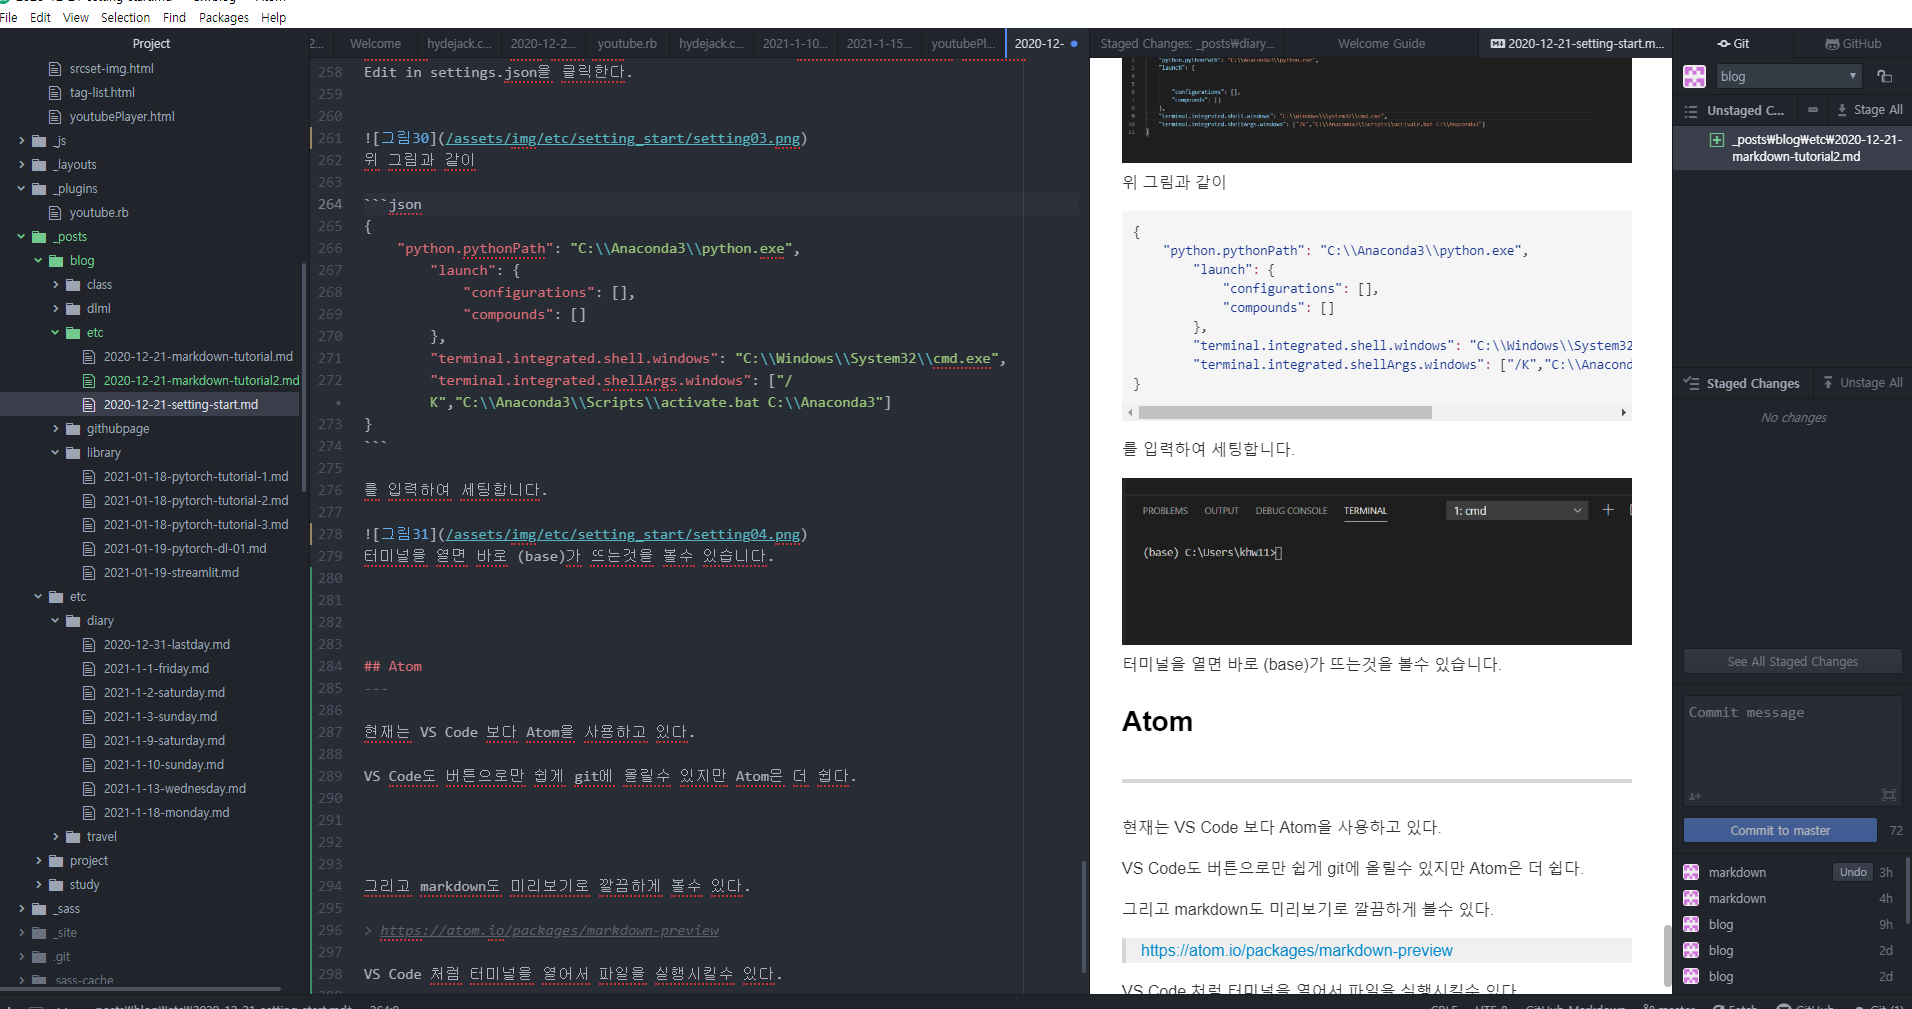 File Edit View Selection Find Packages Help
Project
srcset-img.html
tag-list.html
youtubePlayer.html
_js
_layouts
_plugins
youtube.rb
_posts
blog
class
dlml
etc
2020-12-21-markdown-tutorial.md
2020-12-21-markdown-tutorial2.md
2020-12-21-setting-start.md
githubpage
library
2021-01-18-pytorch-tutorial-1.md
2021-01-18-pytorch-tutorial-2.md
2021-01-18-pytorch-tutorial-3.md
2021-01-19-pytorch-dl-01.md
2021-01-19-streamlit.md
etc
diary
2020-12-31-lastday.md
2021-1-1-friday.md
2021-1-2-saturday.md
2021-1-3-sunday.md
2021-1-9-saturday.md
2021-1-10-sunday.md
2021-1-13-wednesday.md
2021-1-18-monday.md
travel
project
study
_sass
_site
.git
.sass-cache
2... Welcome hydejack.c... 2020-12-2... youtube.rb hydejack.c... 2021-1-10... 2021-1-15... youtubePl... 2020-12-
258 Edit in settings.json을 클릭한다.
259
260
261 ![그림30](/assets/img/etc/setting_start/setting03.png)
262 위 그림과 같이
263
264 ```json
265 {
266 "python.pythonPath": "C:\\Anaconda3\\python.exe",
267 "launch": {
268 "configurations": [],
269 "compounds": []
270 },
271 "terminal.integrated.shell.windows": "C:\\Windows\\System32\\cmd.exe",
272 "terminal.integrated.shellArgs.windows": ["/
• K","C:\\Anaconda3\\Scripts\\activate.bat C:\\Anaconda3"]
273 }
274 ```
275
276 를 입력하여 세팅합니다.
277
278 ![그림31](/assets/img/etc/setting_start/setting04.png)
279 터미널을 열면 바로 (base)가 뜨는것을 볼수 있습니다.
280
281
282
283
284 ## Atom
285 ---
286
287 현재는 VS Code 보다 Atom을 사용하고 있다.
288
289 VS Code도 버튼으로만 쉽게 git에 올릴수 있지만 Atom은 더 쉽다.
290
291
292
293
294 그리고 markdown도 미리보기로 깔끔하게 볼수 있다.
295
296 > https://atom.io/packages/markdown-preview
297
298 VS Code 처럼 터미널을 열어서 파일을 실행시킬수 있다.
Staged Changes: _posts₩diary... Welcome Guide 2020-12-21-setting-start.m...
"python.pythonPath": "C:\\Anaconda3\\python.exe",
"launch": {
"configurations": [],
"compounds": []
},
"terminal.integrated.shell.windows": "C:\\Windows\\System32\\cmd.exe",
"terminal.integrated.shellArgs.windows": ["/K","C:\\Anaconda3\\Scripts\\activate.bat C:\\Anaconda3"]
}
위 그림과 같이
{
"python.pythonPath": "C:\\Anaconda3\\python.exe",
"launch": {
"configurations": [],
"compounds": []
},
"terminal.integrated.shell.windows": "C:\\Windows\\System32
"terminal.integrated.shellArgs.windows": ["/K","C:\\Anacond
}
를 입력하여 세팅합니다.
PROBLEMS OUTPUT DEBUG CONSOLE TERMINAL 1: cmd
(base) C:\Users\khw11>
터미널을 열면 바로 (base)가 뜨는것을 볼수 있습니다.
Atom
현재는 VS Code 보다 Atom을 사용하고 있다.
VS Code도 버튼으로만 쉽게 git에 올릴수 있지만 Atom은 더 쉽다.
그리고 markdown도 미리보기로 깔끔하게 볼수 있다.
https://atom.io/packages/markdown-preview
VS Code 처럼 터미널을 열어서 파일을 실행시킬수 있다
Git GitHub
blog
Unstaged C... Stage All
_posts₩blog₩etc₩2020-12-21-
markdown-tutorial2.md
Staged Changes Unstage All
No changes
See All Staged Changes
Commit message
Commit to master 72
markdown Undo 3h
markdown 4h
blog 9h
blog 2d
blog 2d